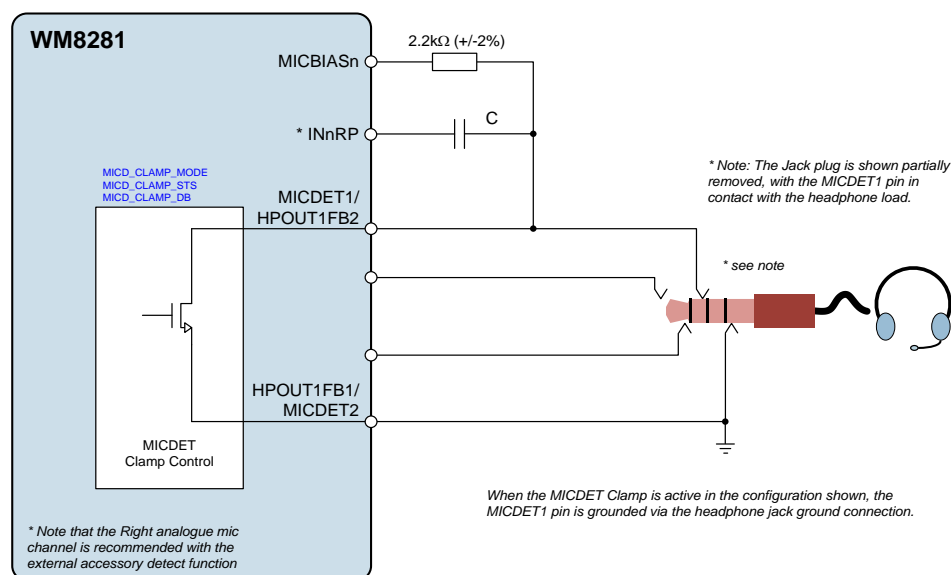 WM8281
2.2kΩ (+/-2%)
MICBIASn
C
* INnRP
* Note: The Jack plug is shown partially
removed, with the MICDET1 pin in
contact with the headphone load.
MICD_CLAMP_MODE
MICD_CLAMP_STS
MICD_CLAMP_DB
MICDET1/
HPOUT1FB2
* see note
HPOUT1FB1/
MICDET2
MICDET
Clamp Control
When the MICDET Clamp is active in the configuration shown, the
MICDET1 pin is grounded via the headphone jack ground connection.
* Note that the Right analogue mic
channel is recommended with the
external accessory detect function